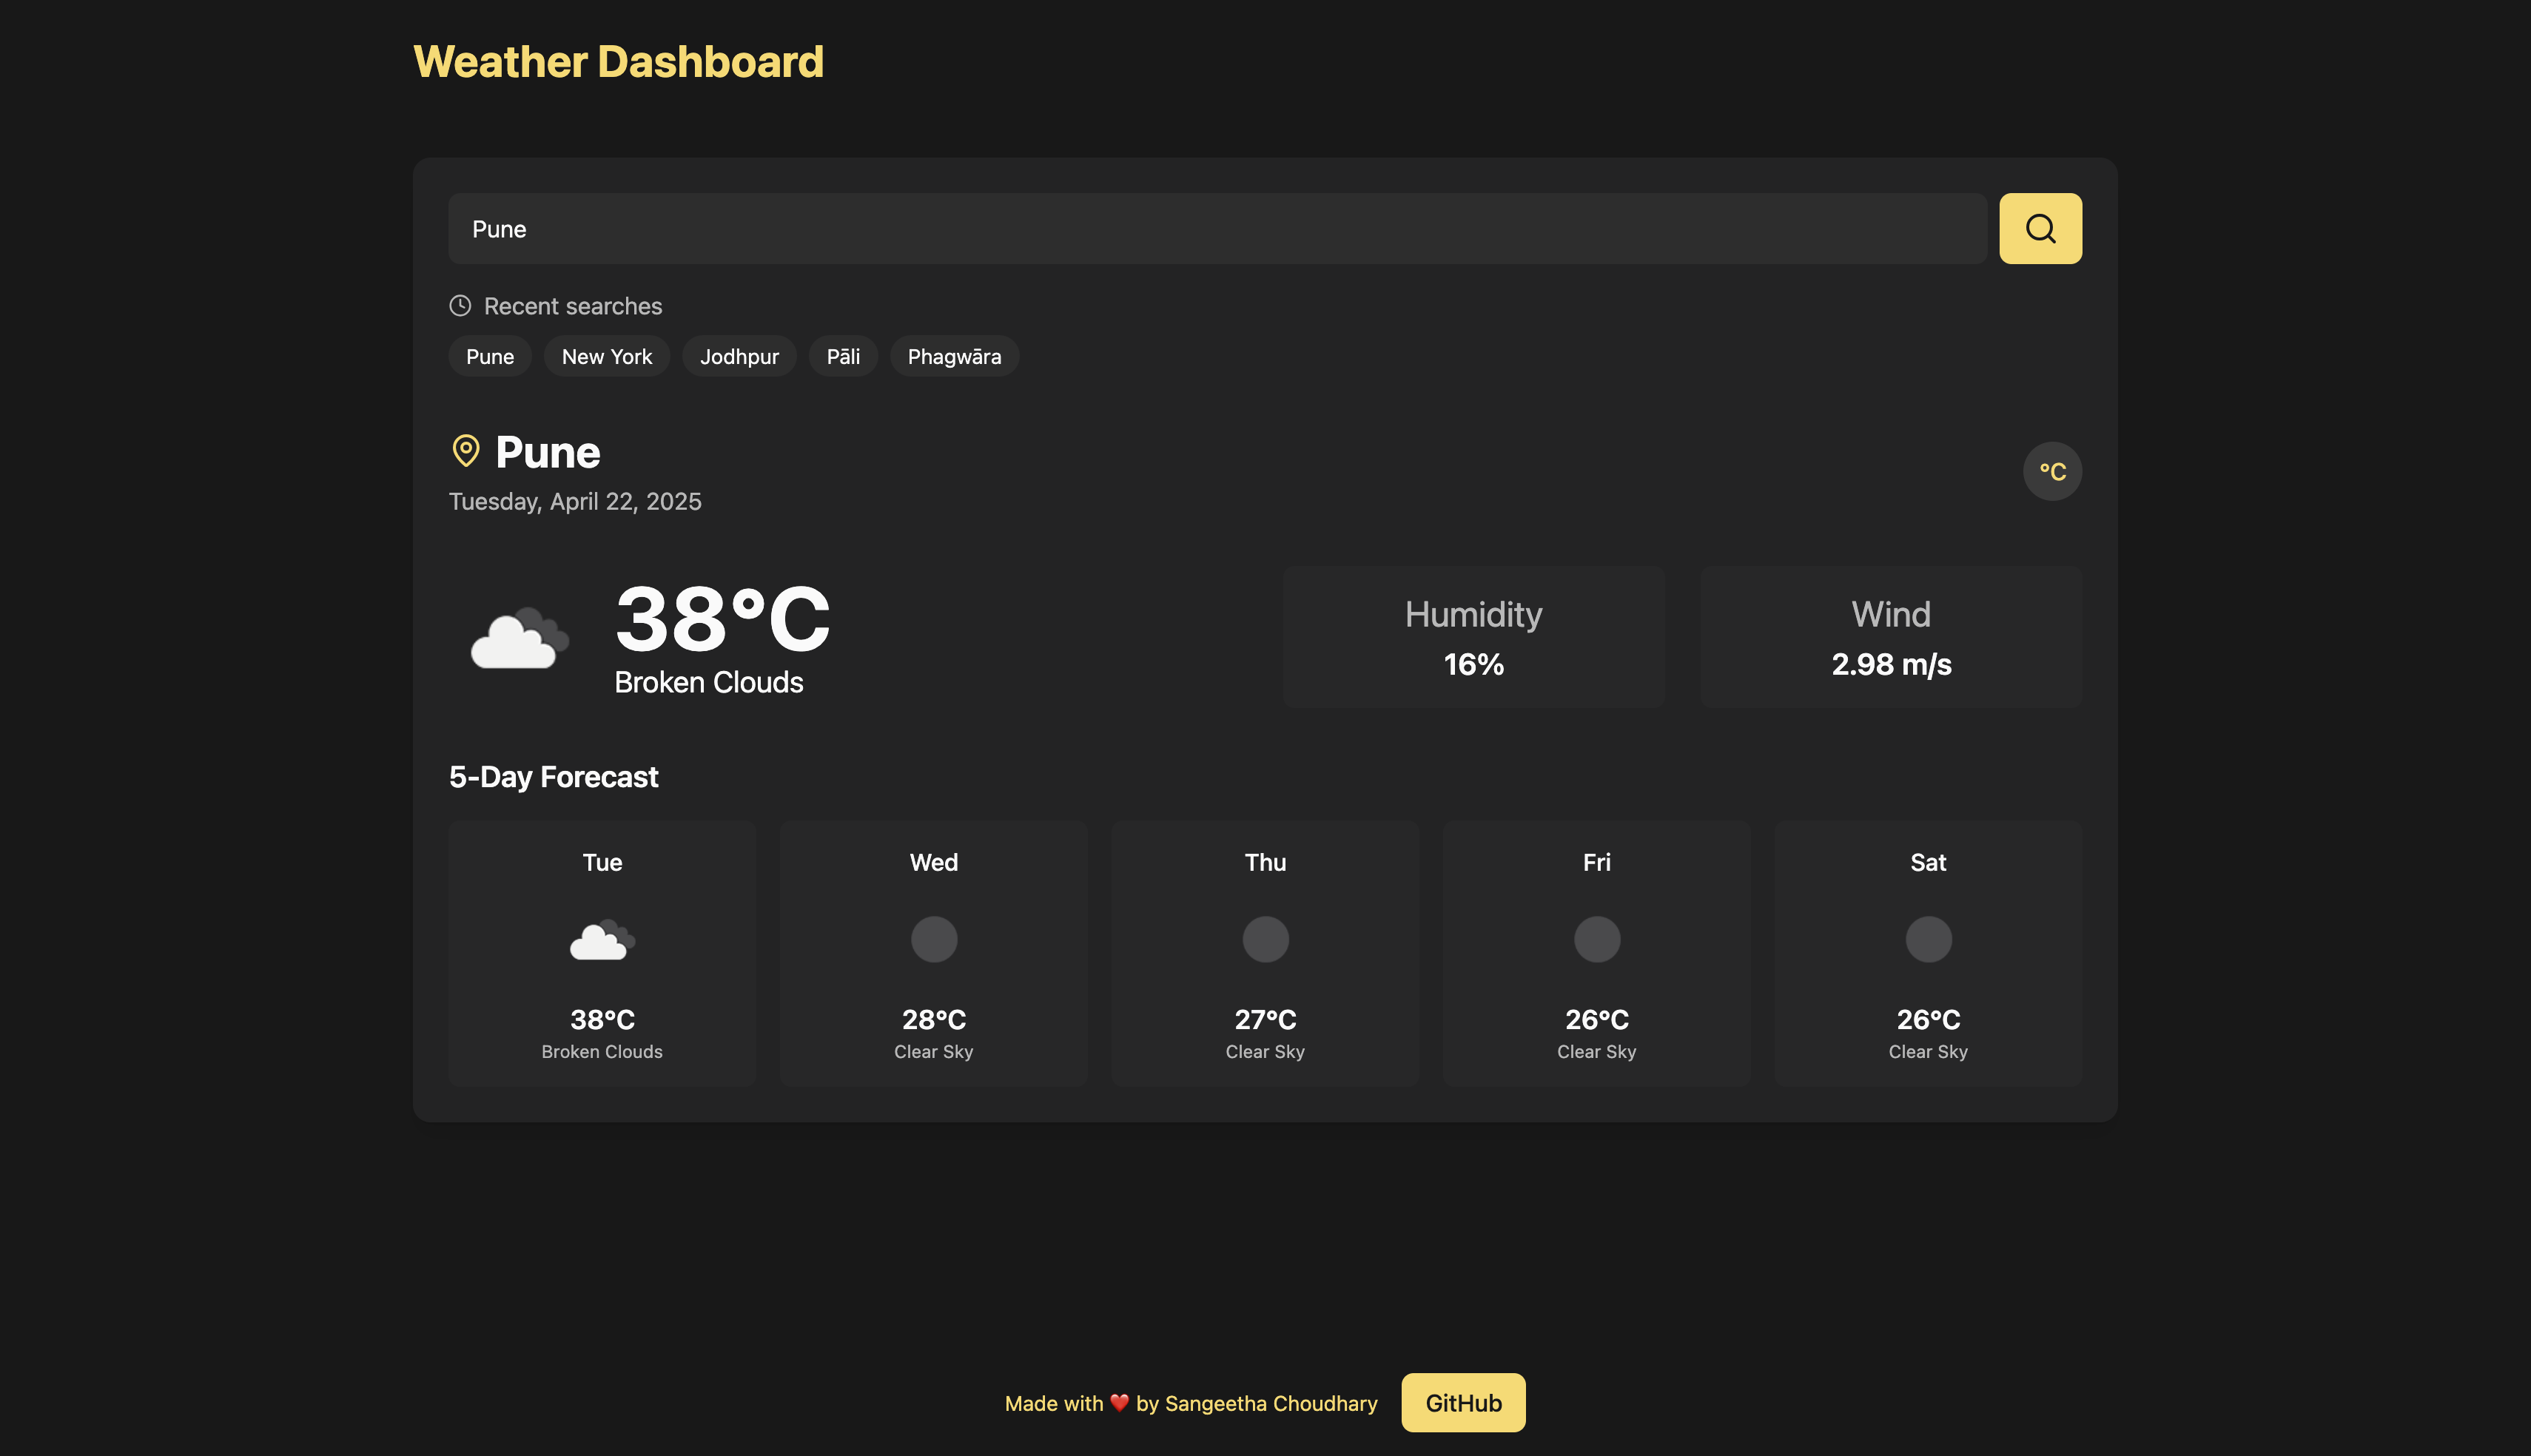 Weather Dashboard
Pune
Recent searches
Pune New York Jodhpur Pāli Phagwāra
Pune
°C
Tuesday, April 22, 2025
38°C
Broken Clouds
Humidity
16%
Wind
2.98 m/s
5-Day Forecast
Tue
38°C
Broken Clouds
Wed
28°C
Clear Sky
Thu
27°C
Clear Sky
Fri
26°C
Clear Sky
Sat
26°C
Clear Sky
Made with ❤️ by Sangeetha Choudhary
GitHub